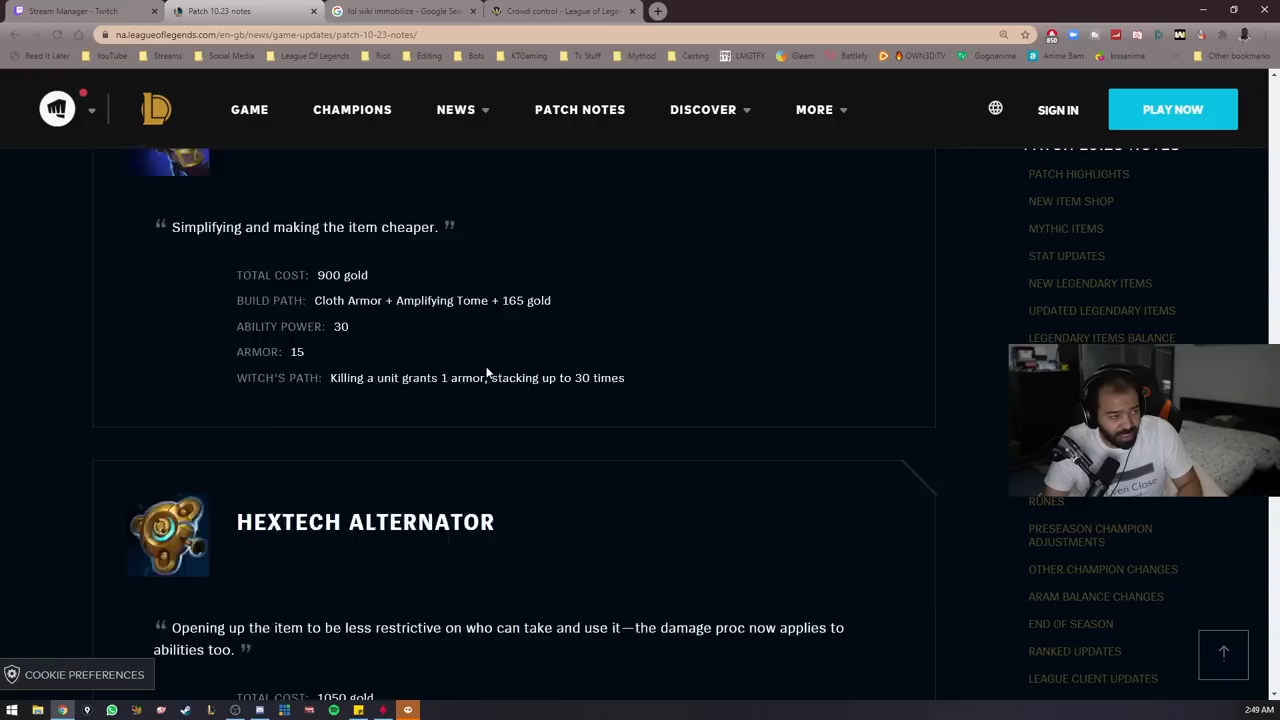 Stream Manager - Twitch
Patch 10.23 notes
lol wiki immobilize - Google Sea
Crowd control - League of Lege
na.leagueoflegends.com/en-gb/news/game-updates/patch-10-23-notes/
850
Read It Later
YouTube
Streams
Social Media
League Of Legends
Riot
Editing
Bots
KTGaming
Tv Stuff
Mythod
Casting
LMGTFY
Gleam
Battlefy
OWN3D:TV
Gogoanime
Anime Bam
kissanime
Other bookmarks
GAME
CHAMPIONS
NEWS
PATCH NOTES
DISCOVER
MORE
SIGN IN
PLAY NOW
“ Simplifying and making the item cheaper. ”
TOTAL COST: 900 gold
BUILD PATH: Cloth Armor + Amplifying Tome + 165 gold
ABILITY POWER: 30
ARMOR: 15
WITCH'S PATH: Killing a unit grants 1 armor, stacking up to 30 times
HEXTECH ALTERNATOR
“ Opening up the item to be less restrictive on who can take and use it—the damage proc now applies to
abilities too. ”
TOTAL COST: 1050 gold
PATCH 10.23 NOTES
PATCH HIGHLIGHTS
NEW ITEM SHOP
MYTHIC ITEMS
STAT UPDATES
NEW LEGENDARY ITEMS
UPDATED LEGENDARY ITEMS
LEGENDARY ITEMS BALANCE
RUNES
PRESEASON CHAMPION
ADJUSTMENTS
OTHER CHAMPION CHANGES
ARAM BALANCE CHANGES
END OF SEASON
RANKED UPDATES
LEAGUE CLIENT UPDATES
COOKIE PREFERENCES
2:49 AM